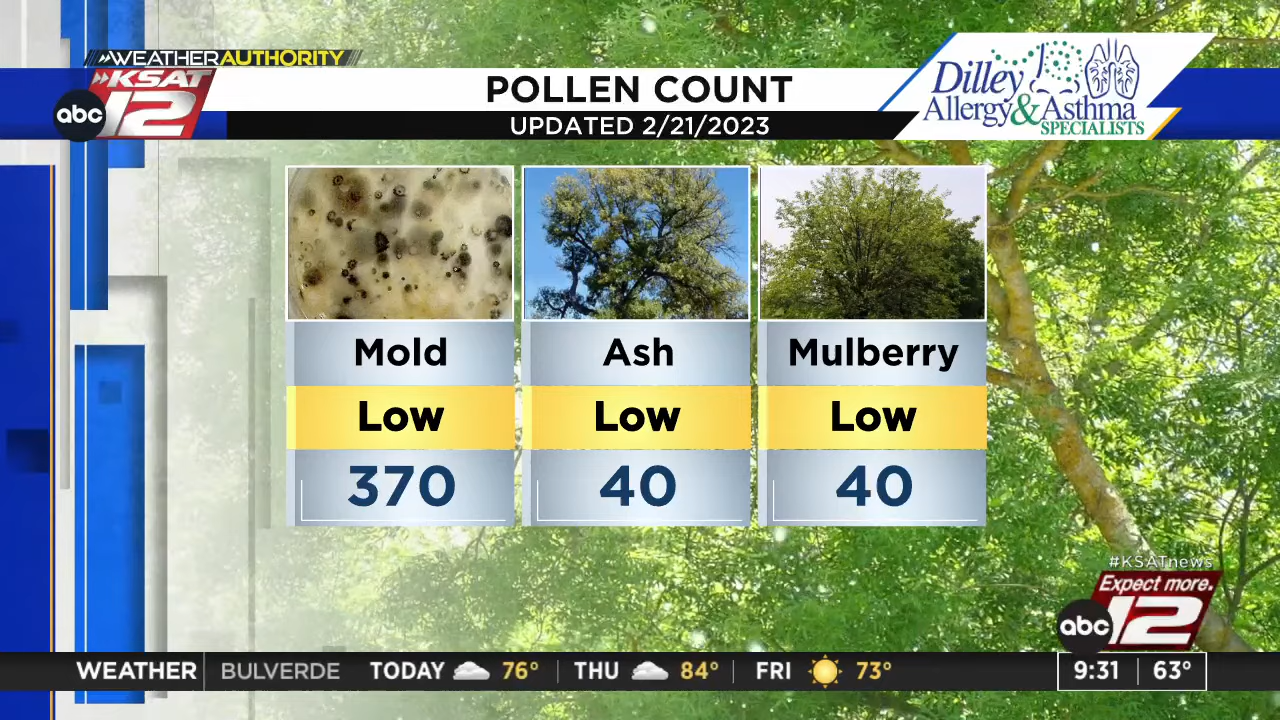 WEATHERAUTHORITY
KSAT
abc 12
POLLEN COUNT
UPDATED 2/21/2023
Dilley
Allergy&Asthma
SPECIALISTS
Mold Ash Mulberry
Low Low Low
370 40 40
#KSATnews
Expect more.
abc 12
WEATHER BULVERDE TODAY 76° THU 84° FRI 73° 9:31 63°